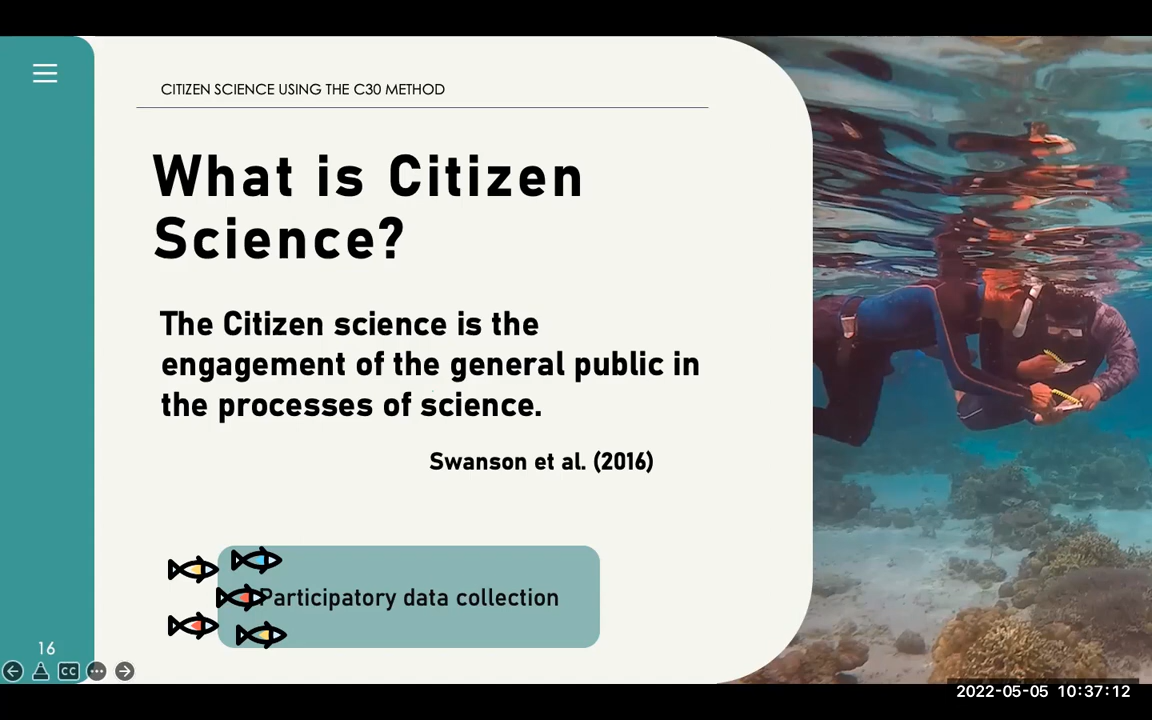 CITIZEN SCIENCE USING THE C30 METHOD
What is Citizen
Science?
The Citizen science is the
engagement of the general public in
the processes of science.
Swanson et al. (2016)
Participatory data collection
16
CC
2022-05-05 10:37:12